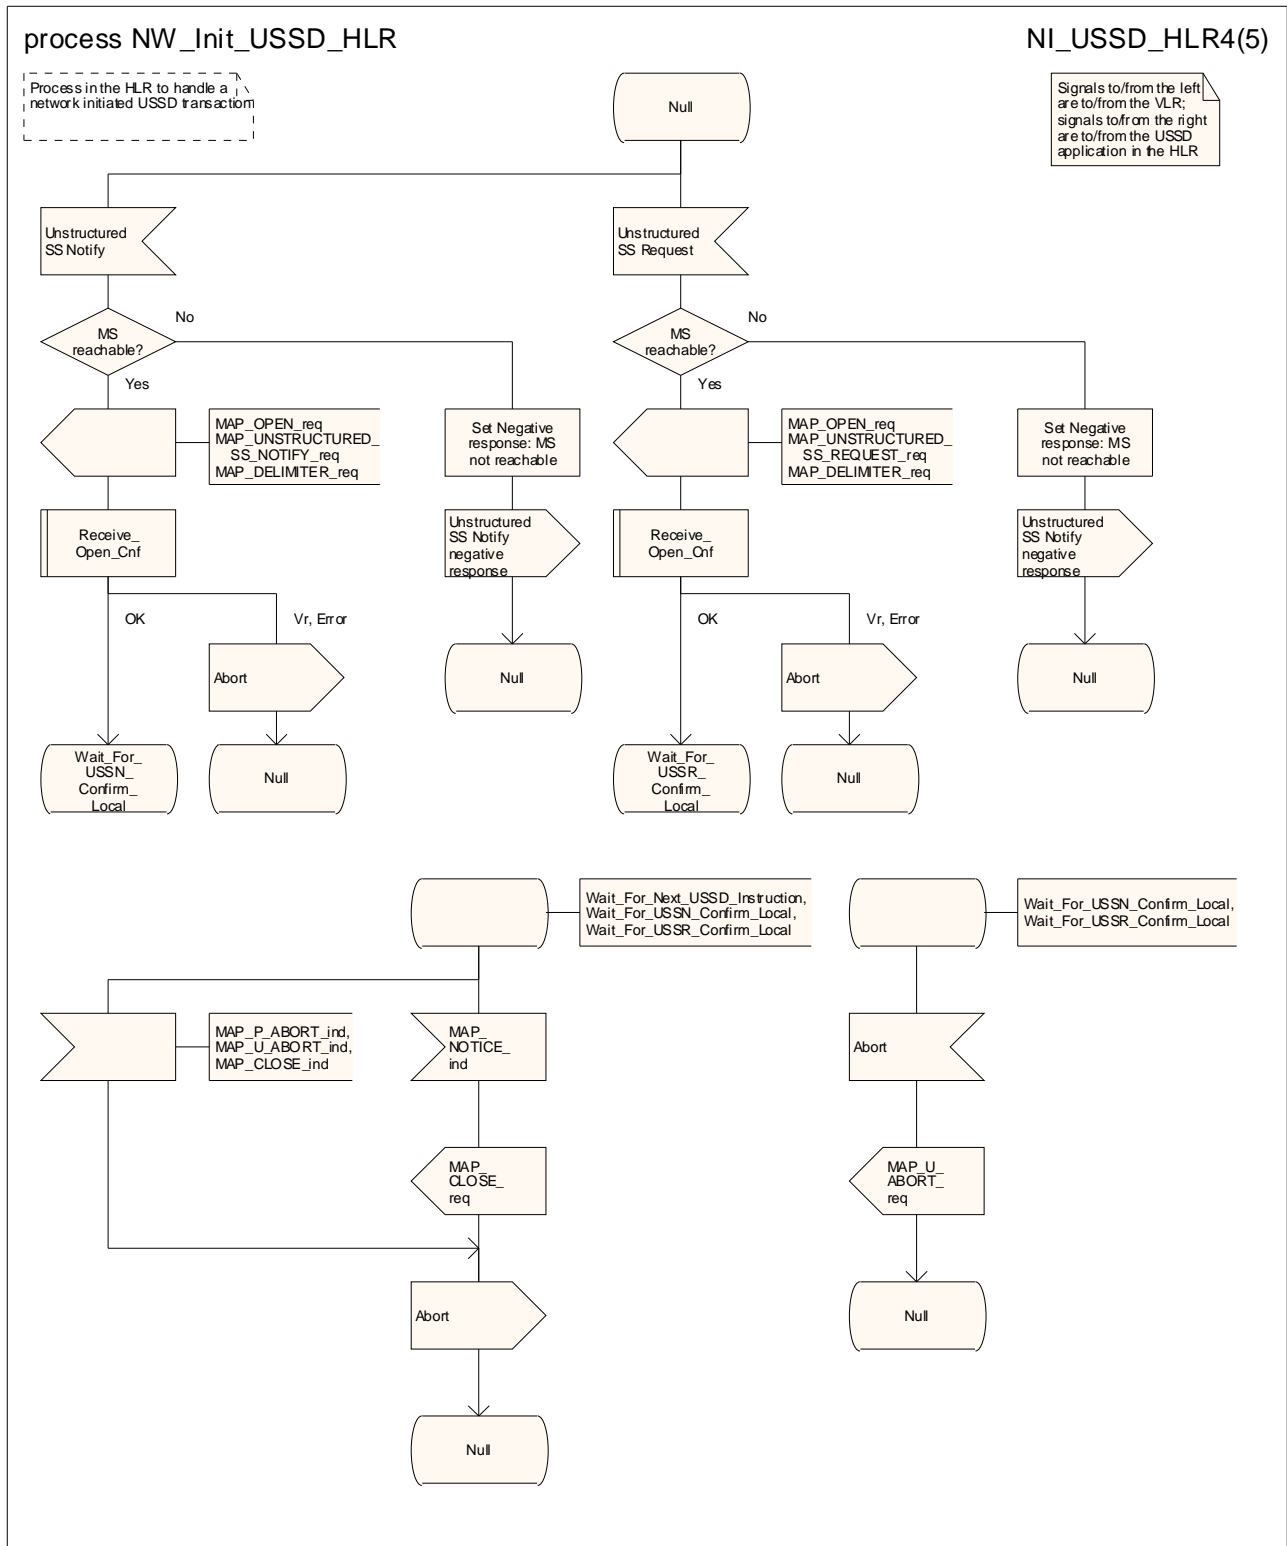 process NW_Init_USSD_HLR
NI_USSD_HLR4(5)
Process in the HLR to handle a
network initiated USSD transaction
Null
Signals to/from the left
are to/from the VLR;
signals to/from the right
are to/from the USSD
application in the HLR
Unstructured
SS Notify
Unstructured
SS Request
MS
reachable?
No
Yes
MS
reachable?
No
Yes
MAP_OPEN_req
MAP_UNSTRUCTURED_
SS_NOTIFY_req
MAP_DELIMITER_req
Set Negative
response: MS
not reachable
MAP_OPEN_req
MAP_UNSTRUCTURED_
SS_REQUEST_req
MAP_DELIMITER_req
Set Negative
response: MS
not reachable
Receive_
Open_Cnf
Unstructured
SS Notify
negative
response
Receive_
Open_Cnf
Unstructured
SS Notify
negative
response
OK
Vr, Error
OK
Vr, Error
Abort
Null
Abort
Null
Wait_For_
USSN_
Confirm_
Local
Null
Wait_For_
USSR_
Confirm_
Local
Null
Wait_For_Next_USSD_Instruction,
Wait_For_USSN_Confirm_Local,
Wait_For_USSR_Confirm_Local
Wait_For_USSN_Confirm_Local,
Wait_For_USSR_Confirm_Local
MAP_P_ABORT_ind,
MAP_U_ABORT_ind,
MAP_CLOSE_ind
MAP_
NOTICE_
ind
Abort
MAP_
CLOSE_
req
MAP_U_
ABORT_
req
Abort
Null
Null